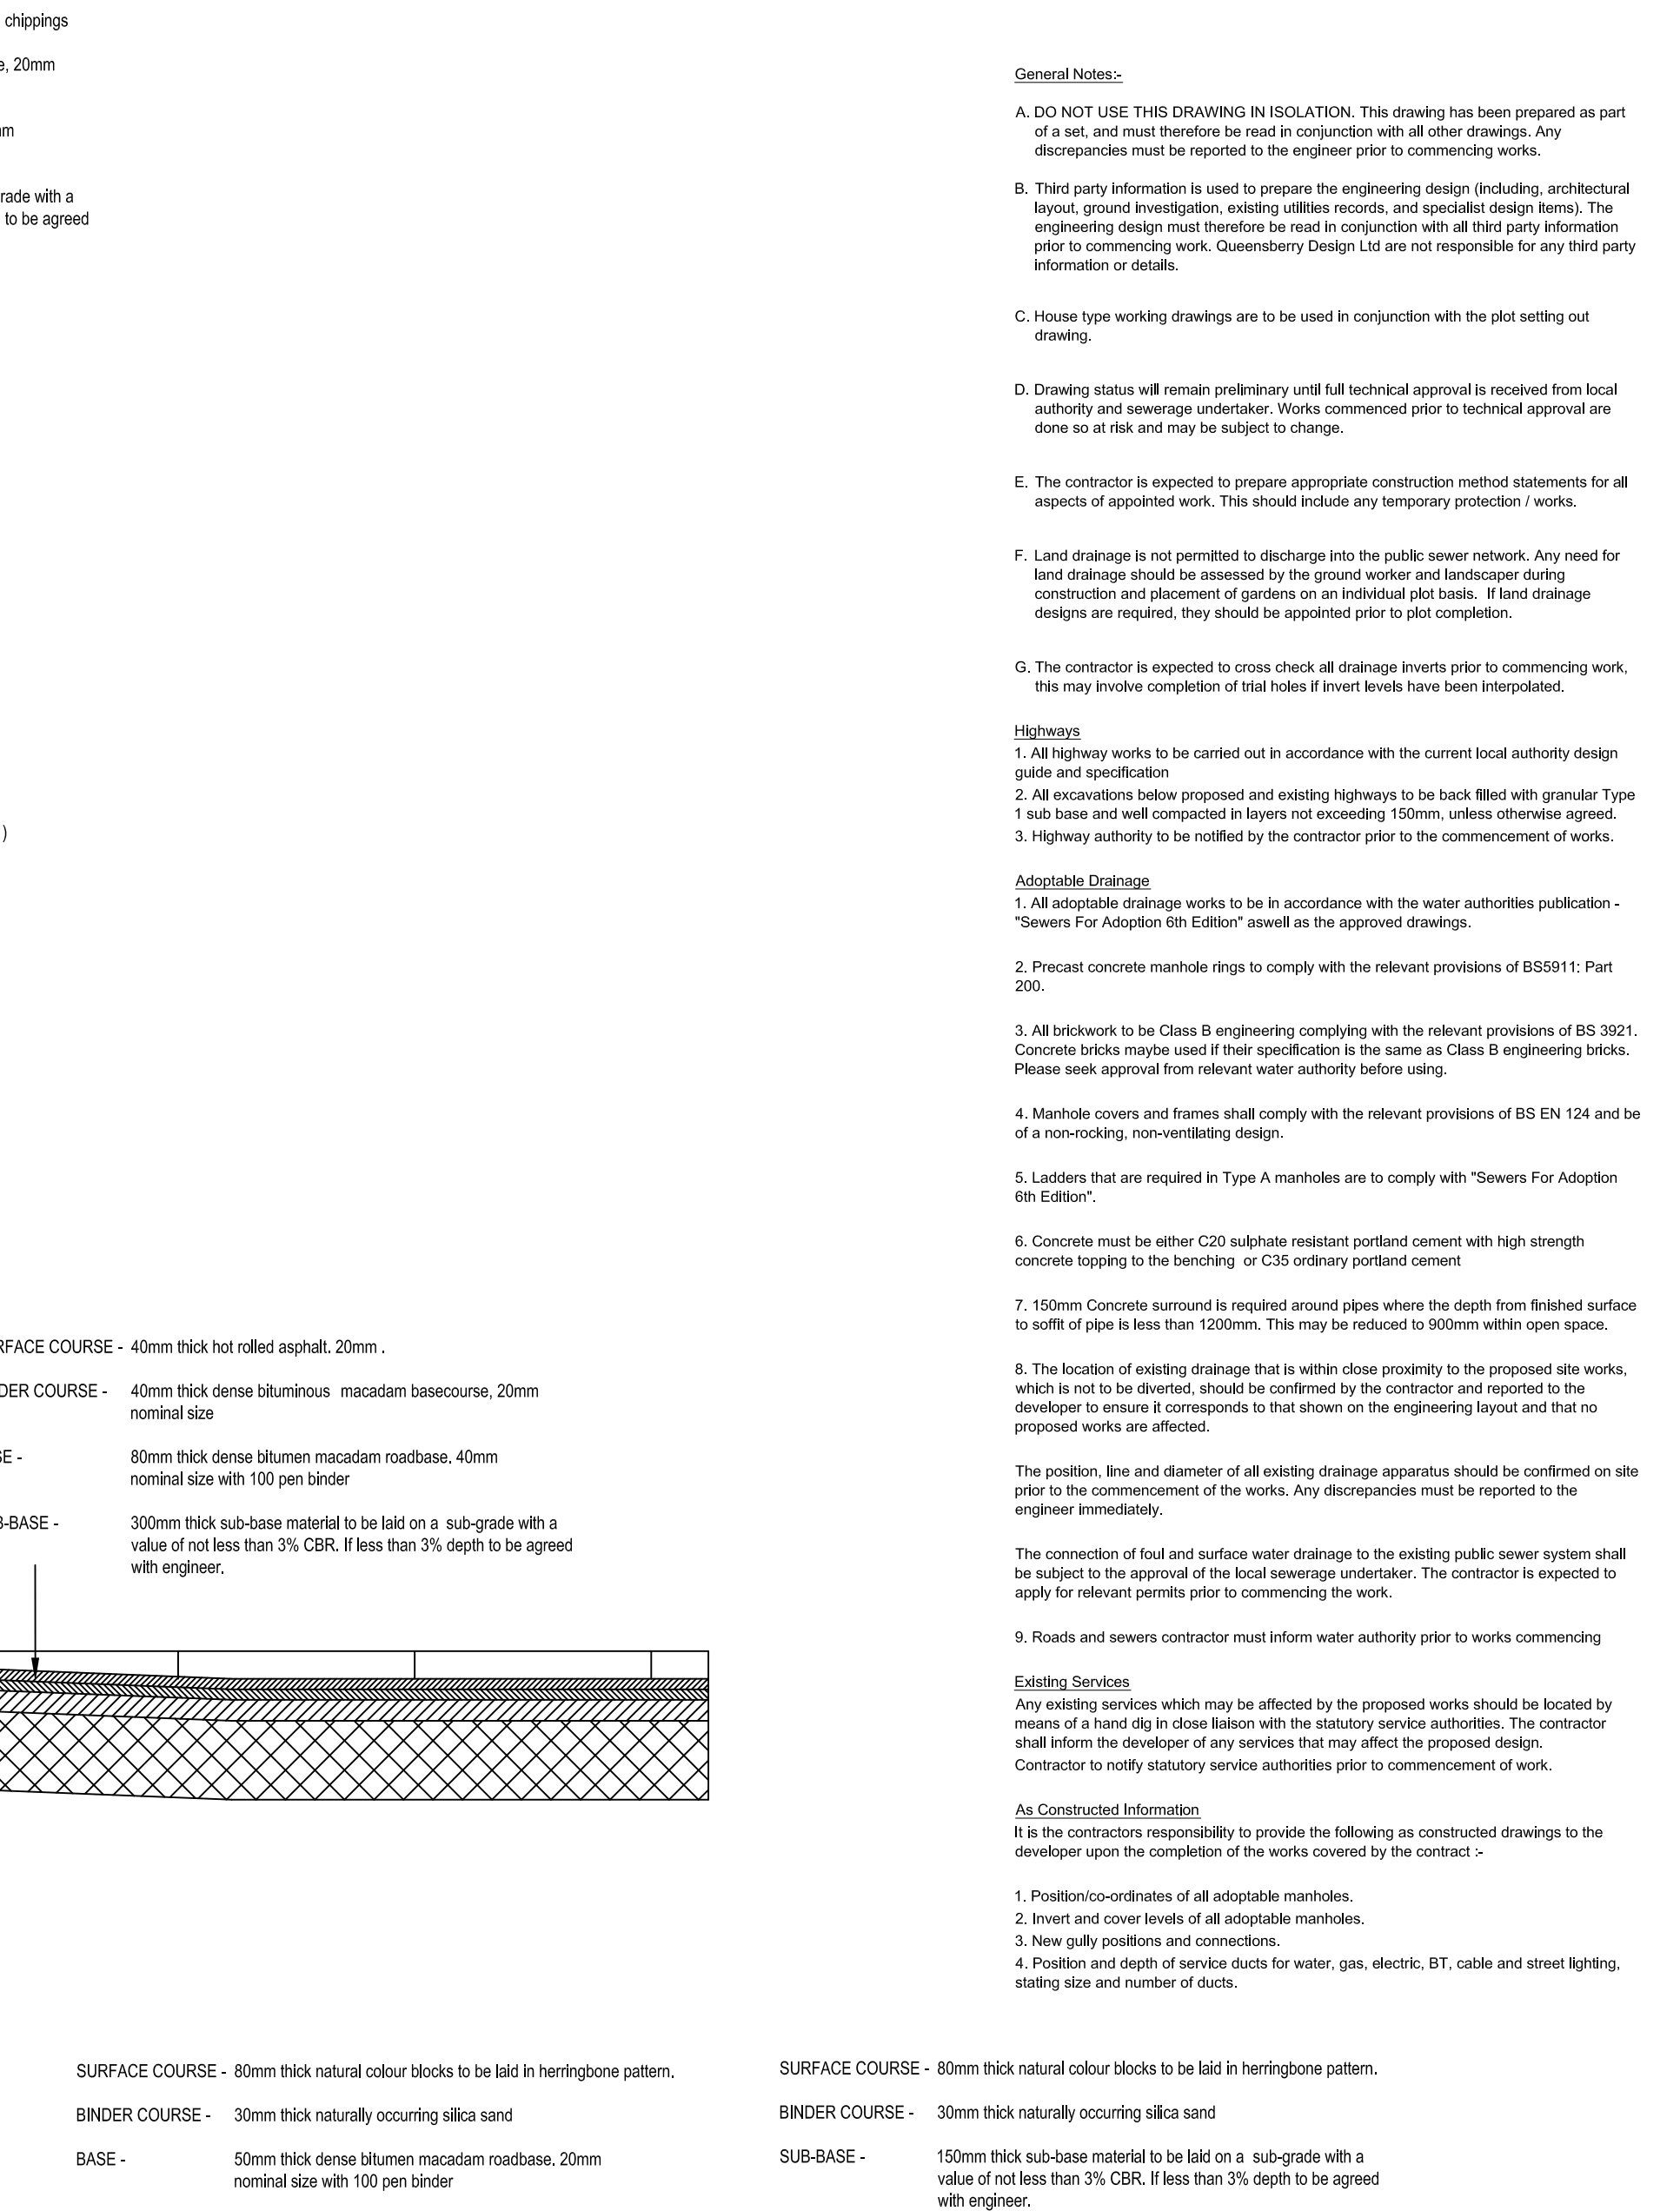 chippings
e, 20mm
m
rade with a
to be agreed
)
General Notes:-
A. DO NOT USE THIS DRAWING IN ISOLATION. This drawing has been prepared as part
of a set, and must therefore be read in conjunction with all other drawings. Any
discrepancies must be reported to the engineer prior to commencing works.
B. Third party information is used to prepare the engineering design (including, architectural
layout, ground investigation, existing utilities records, and specialist design items). The
engineering design must therefore be read in conjunction with all third party information
prior to commencing work. Queensberry Design Ltd are not responsible for any third party
information or details.
C. House type working drawings are to be used in conjunction with the plot setting out
drawing.
D. Drawing status will remain preliminary until full technical approval is received from local
authority and sewerage undertaker. Works commenced prior to technical approval are
done so at risk and may be subject to change.
E. The contractor is expected to prepare appropriate construction method statements for all
aspects of appointed work. This should include any temporary protection / works.
F. Land drainage is not permitted to discharge into the public sewer network. Any need for
land drainage should be assessed by the ground worker and landscaper during
construction and placement of gardens on an individual plot basis. If land drainage
designs are required, they should be appointed prior to plot completion.
G. The contractor is expected to cross check all drainage inverts prior to commencing work,
this may involve completion of trial holes if invert levels have been interpolated.
Highways
1. All highway works to be carried out in accordance with the current local authority design
guide and specification
2. All excavations below proposed and existing highways to be back filled with granular Type
1 sub base and well compacted in layers not exceeding 150mm, unless otherwise agreed.
3. Highway authority to be notified by the contractor prior to the commencement of works.
Adoptable Drainage
1. All adoptable drainage works to be in accordance with the water authorities publication -
"Sewers For Adoption 6th Edition" aswell as the approved drawings.
2. Precast concrete manhole rings to comply with the relevant provisions of BS5911: Part
200.
3. All brickwork to be Class B engineering complying with the relevant provisions of BS 3921.
Concrete bricks maybe used if their specification is the same as Class B engineering bricks.
Please seek approval from relevant water authority before using.
4. Manhole covers and frames shall comply with the relevant provisions of BS EN 124 and be
of a non-rocking, non-ventilating design.
5. Ladders that are required in Type A manholes are to comply with "Sewers For Adoption
6th Edition".
6. Concrete must be either C20 sulphate resistant portland cement with high strength
concrete topping to the benching or C35 ordinary portland cement
7. 150mm Concrete surround is required around pipes where the depth from finished surface
to soffit of pipe is less than 1200mm. This may be reduced to 900mm within open space.
8. The location of existing drainage that is within close proximity to the proposed site works,
which is not to be diverted, should be confirmed by the contractor and reported to the
developer to ensure it corresponds to that shown on the engineering layout and that no
proposed works are affected.
The position, line and diameter of all existing drainage apparatus should be confirmed on site
prior to the commencement of the works. Any discrepancies must be reported to the
engineer immediately.
The connection of foul and surface water drainage to the existing public sewer system shall
be subject to the approval of the local sewerage undertaker. The contractor is expected to
apply for relevant permits prior to commencing the work.
9. Roads and sewers contractor must inform water authority prior to works commencing
Existing Services
Any existing services which may be affected by the proposed works should be located by
means of a hand dig in close liaison with the statutory service authorities. The contractor
shall inform the developer of any services that may affect the proposed design.
Contractor to notify statutory service authorities prior to commencement of work.
As Constructed Information
It is the contractors responsibility to provide the following as constructed drawings to the
developer upon the completion of the works covered by the contract :-
1. Position/co-ordinates of all adoptable manholes.
2. Invert and cover levels of all adoptable manholes.
3. New gully positions and connections.
4. Position and depth of service ducts for water, gas, electric, BT, cable and street lighting,
stating size and number of ducts.
RFACE COURSE - 40mm thick hot rolled asphalt. 20mm .
DER COURSE - 40mm thick dense bituminous macadam basecourse, 20mm
nominal size
SE - 80mm thick dense bitumen macadam roadbase. 40mm
nominal size with 100 pen binder
B-BASE - 300mm thick sub-base material to be laid on a sub-grade with a
value of not less than 3% CBR. If less than 3% depth to be agreed
with engineer.
SURFACE COURSE - 80mm thick natural colour blocks to be laid in herringbone pattern.
BINDER COURSE - 30mm thick naturally occurring silica sand
BASE - 50mm thick dense bitumen macadam roadbase. 20mm
nominal size with 100 pen binder
SURFACE COURSE - 80mm thick natural colour blocks to be laid in herringbone pattern.
BINDER COURSE - 30mm thick naturally occurring silica sand
SUB-BASE - 150mm thick sub-base material to be laid on a sub-grade with a
value of not less than 3% CBR. If less than 3% depth to be agreed
with engineer.